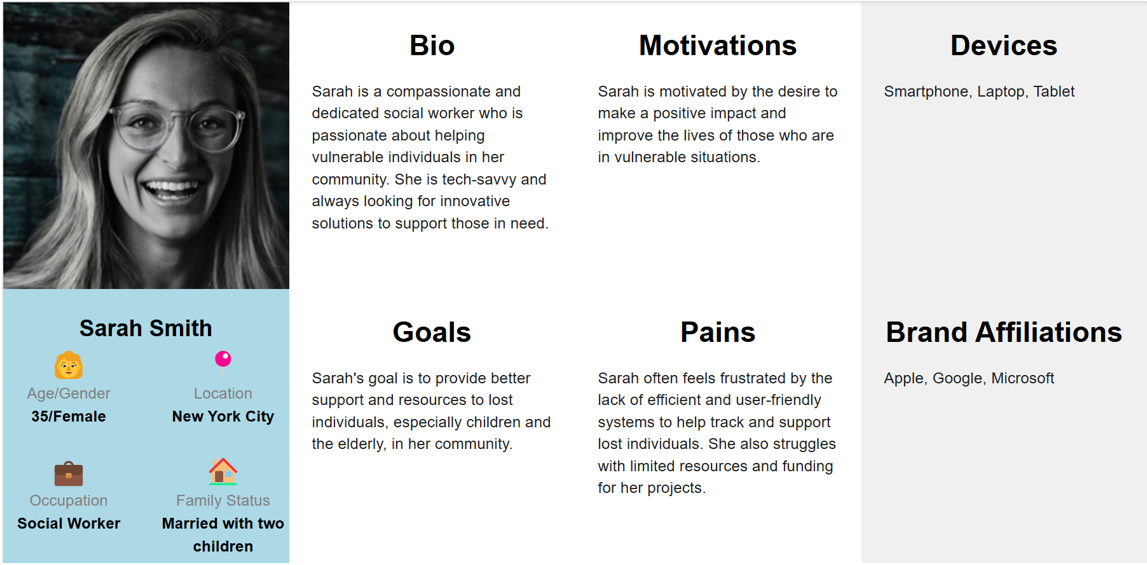 Bio
Sarah is a compassionate and
dedicated social worker who is
passionate about helping
vulnerable individuals in her
community. She is tech-savvy and
always looking for innovative
solutions to support those in need.
Motivations
Sarah is motivated by the desire to
make a positive impact and
improve the lives of those who are
in vulnerable situations.
Devices
Smartphone, Laptop, Tablet
Sarah Smith
Age/Gender
35/Female
Location
New York City
Occupation
Social Worker
Family Status
Married with two
children
Goals
Sarah's goal is to provide better
support and resources to lost
individuals, especially children and
the elderly, in her community.
Pains
Sarah often feels frustrated by the
lack of efficient and user-friendly
systems to help track and support
lost individuals. She also struggles
with limited resources and funding
for her projects.
Brand Affiliations
Apple, Google, Microsoft